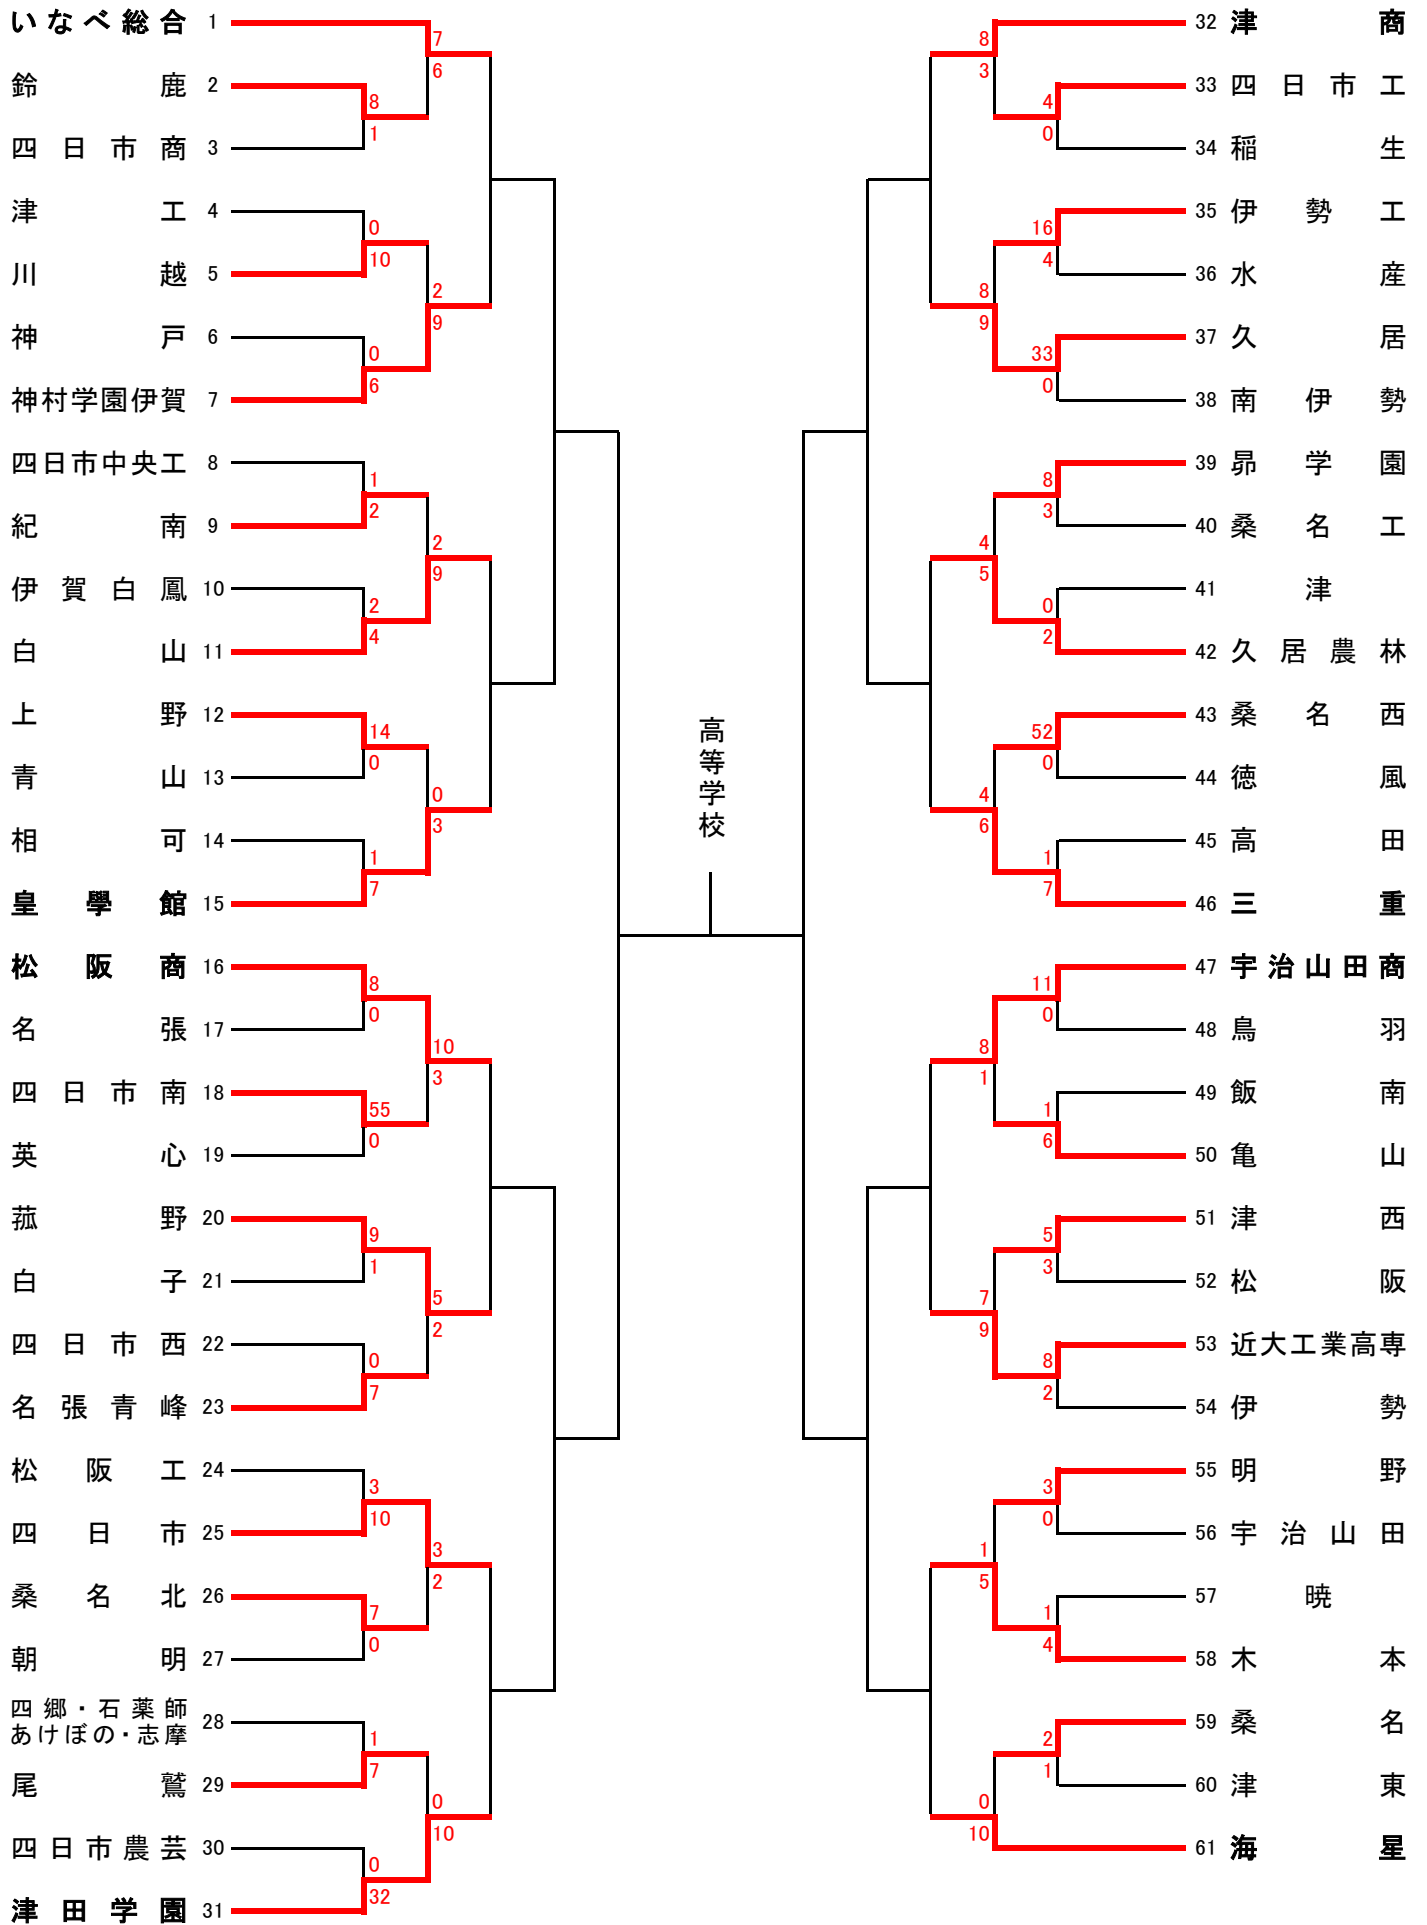 いなべ総合 1
鈴鹿 2
四日市商 3
津工 4
川越 5
神戸 6
神村学園伊賀 7
四日市中央工 8
紀南 9
伊賀白鳳 10
白山 11
上野 12
青山 13
相可 14
皇學館 15
松阪商 16
名張 17
四日市南 18
英心 19
菰野 20
白子 21
四日市西 22
名張青峰 23
松阪工 24
四日市 25
桑名北 26
朝明 27
四郷・石薬師
あけぼの・志摩 28
尾鷲 29
四日市農芸 30
津田学園 31
8
1
0
10
0
6
1
2
2
4
14
0
1
7
8
0
55
0
9
1
0
7
3
10
7
0
1
7
0
32
7
6
2
9
2
9
0
3
10
3
5
2
3
2
0
10
高等学校
8
3
8
9
4
5
4
6
8
1
7
9
1
5
0
10
4
0
16
4
33
0
8
3
0
2
52
0
1
7
11
0
1
6
5
3
8
2
3
0
1
4
2
1
32 津商
33 四日市工
34 稲生
35 伊勢工
36 水産
37 久居
38 南伊勢
39 昴学園
40 桑名工
41 津
42 久居農林
43 桑名西
44 徳風
45 高田
46 三重
47 宇治山田商
48 鳥羽
49 飯南
50 亀山
51 津西
52 松阪
53 近大工業高専
54 伊勢
55 明野
56 宇治山田
57 暁
58 木本
59 桑名
60 津東
61 海星